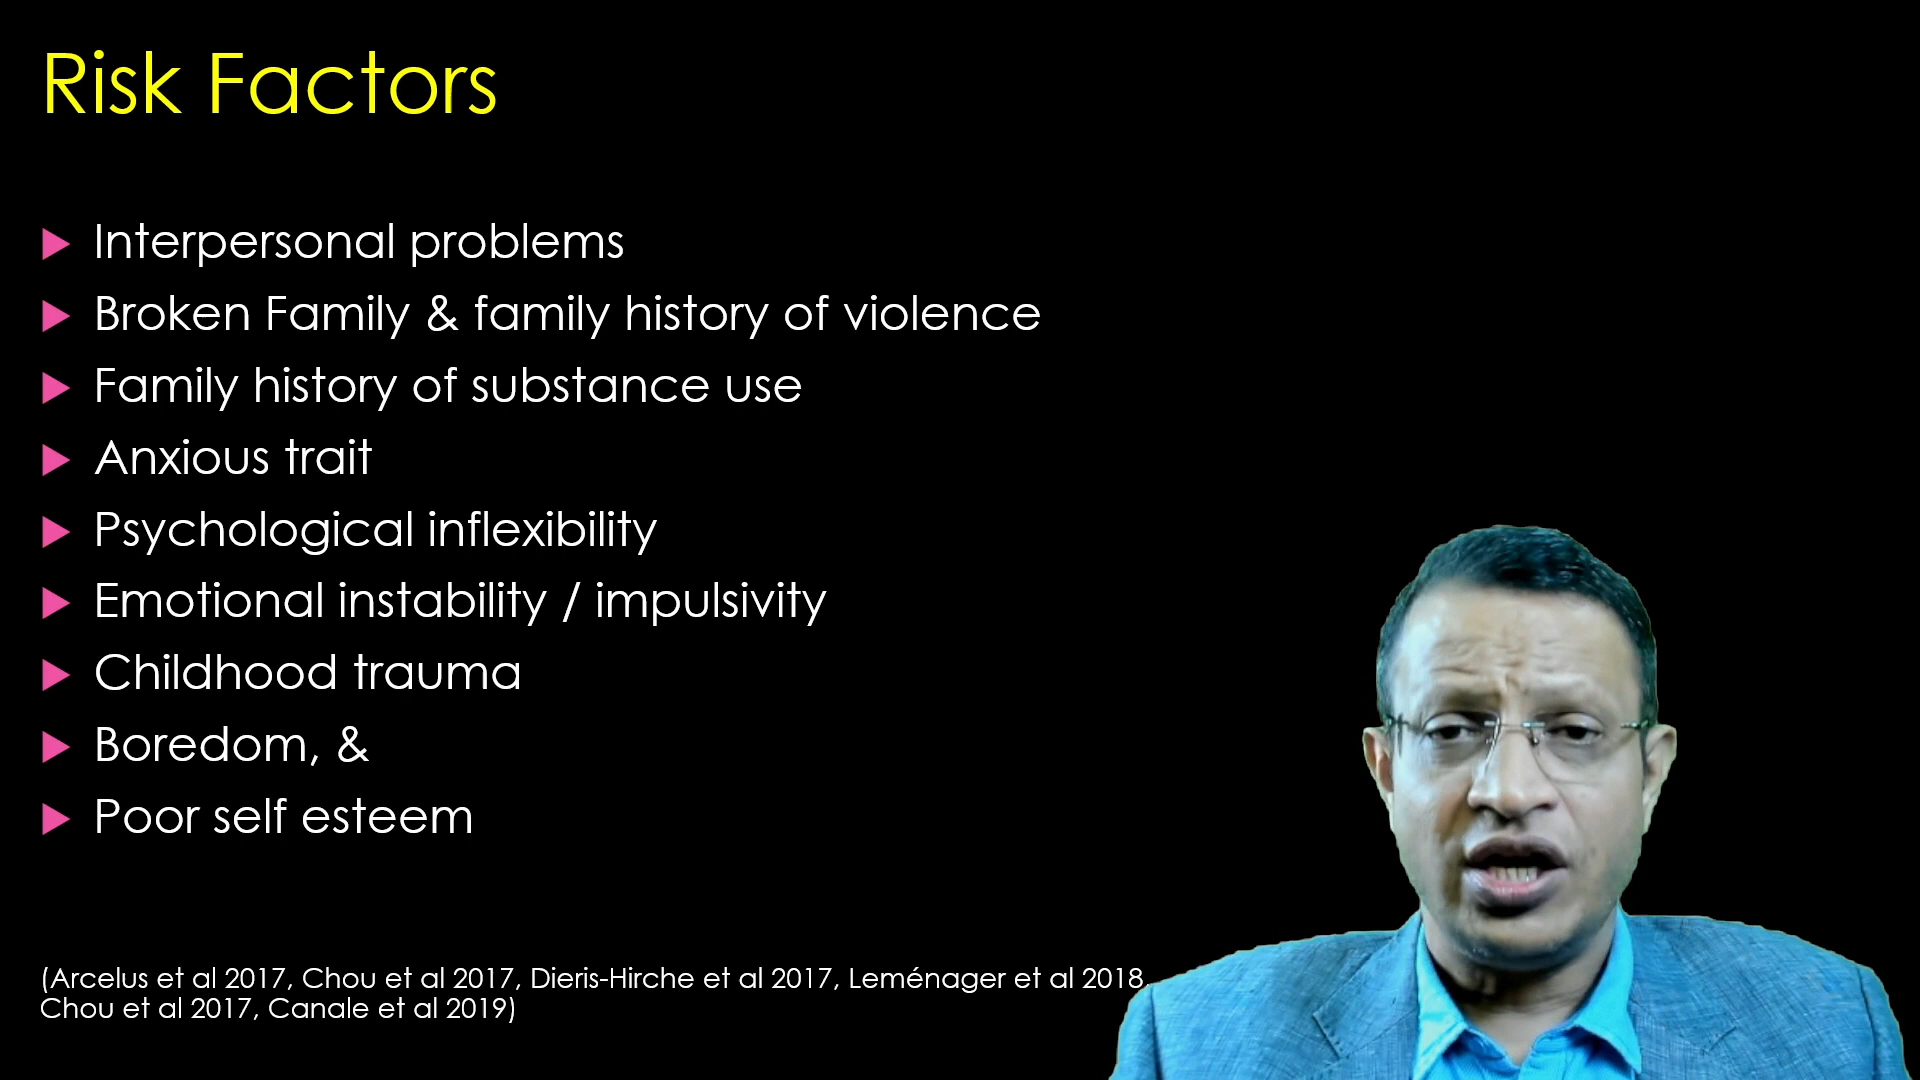 Risk Factors
Interpersonal problems
Broken Family & family history of violence
Family history of substance use
Anxious trait
Psychological inflexibility
Emotional instability / impulsivity
Childhood trauma
Boredom, &
Poor self esteem
(Arcelus et al 2017, Chou et al 2017, Dieris-Hirche et al 2017, Leménager et al 2018,
Chou et al 2017, Canale et al 2019)